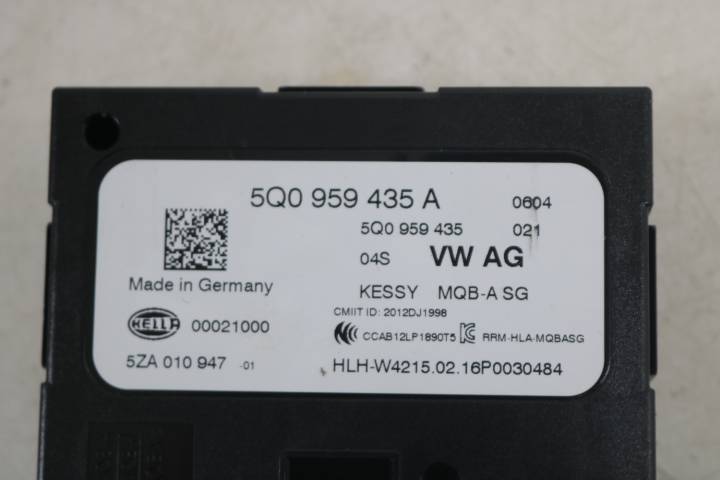 5Q0 959 435 A 0604
5Q0 959 435 021
04S VW AG
Made in Germany
KESSY MQB-A SG
CMIIT ID: 2012DJ1998
HELLA 00021000
CCAB12LP1890T5 RRM-HLA-MQBASG
5ZA 010 947 -01
HLH-W4215.02.16P0030484